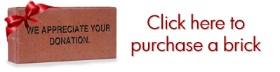 WE APPRECIATE YOUR
DONATION.
Click here to
purchase a brick